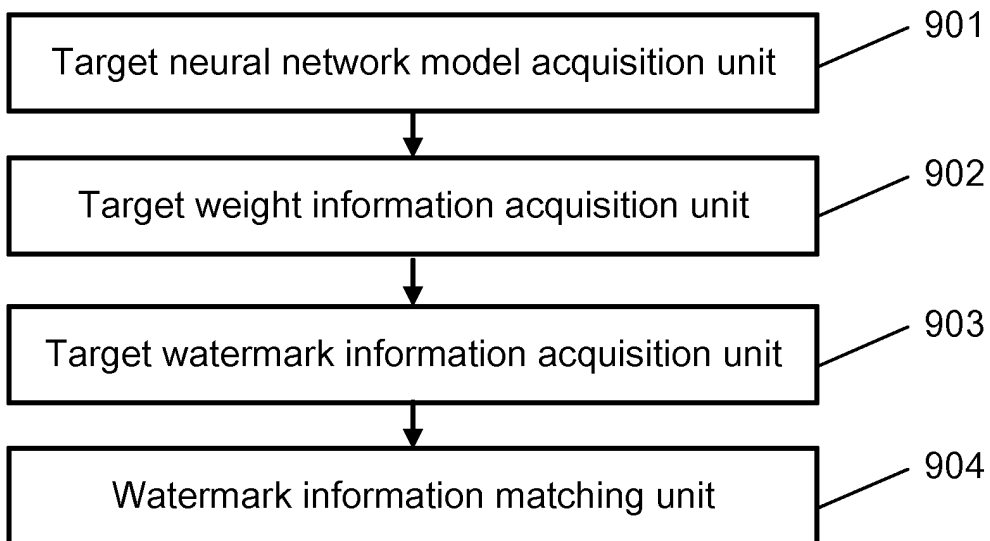 Target neural network model acquisition unit
901
Target weight information acquisition unit
902
Target watermark information acquisition unit
903
Watermark information matching unit
904